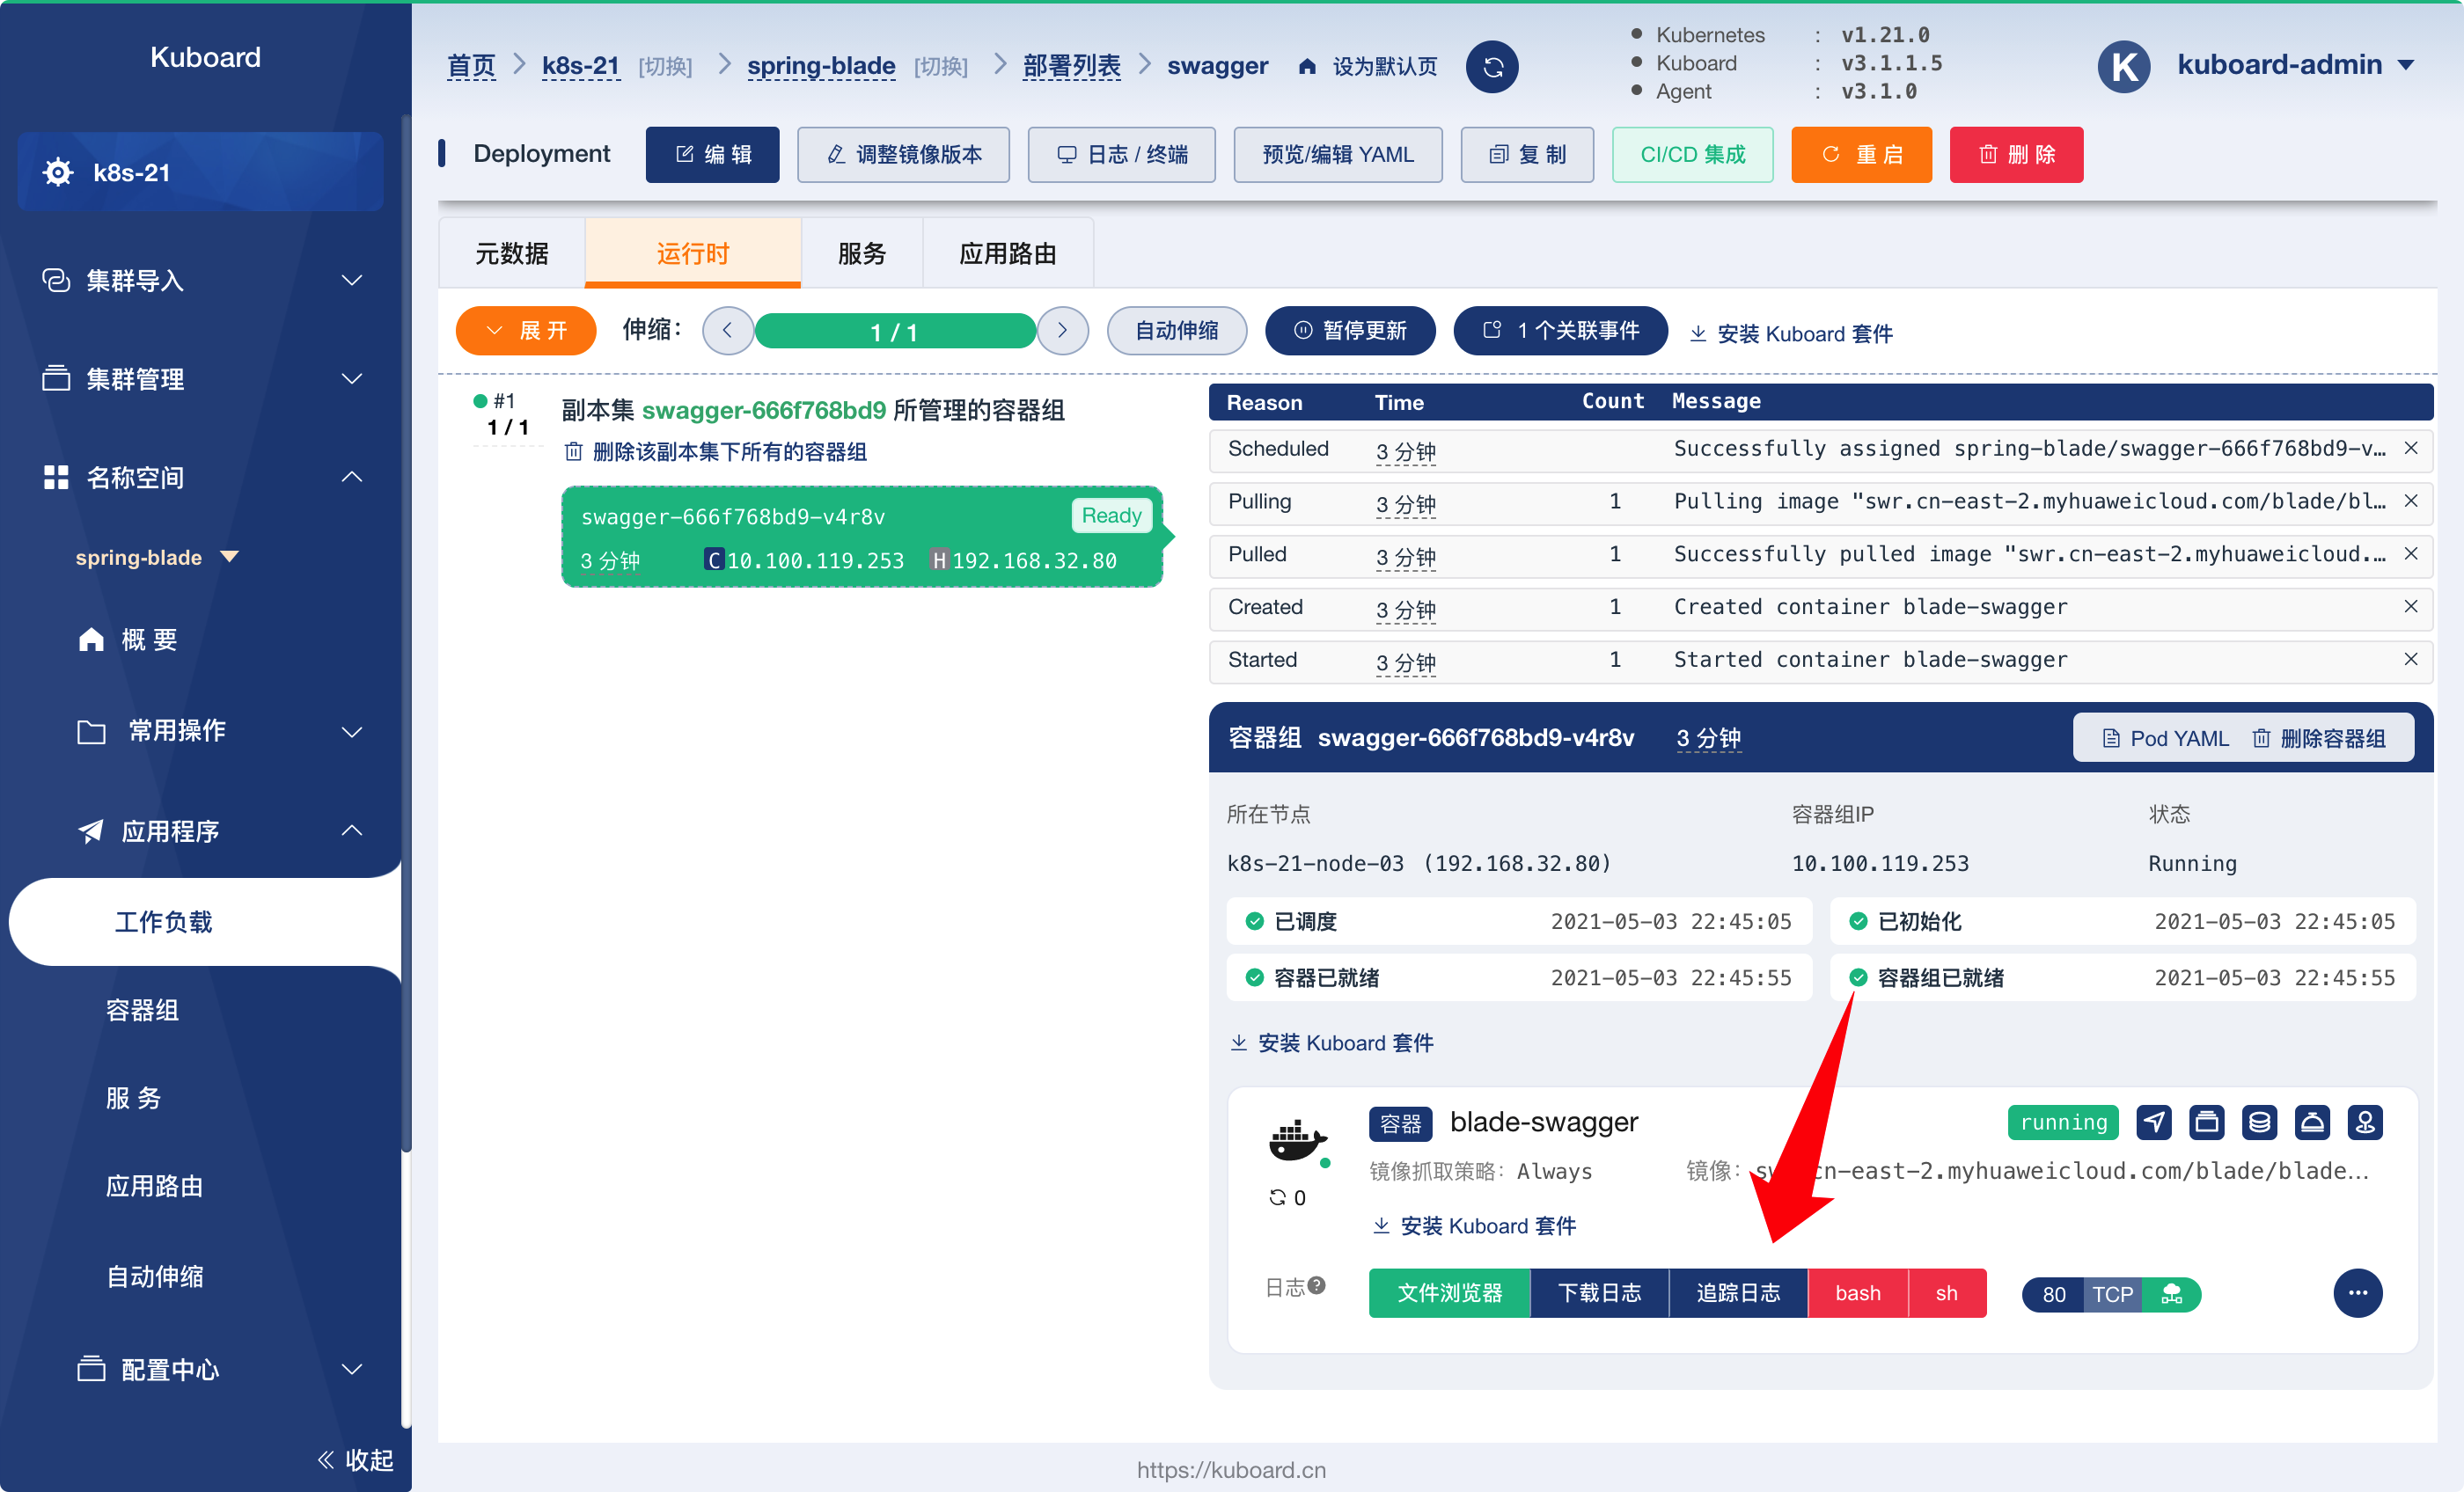 Kuboard
k8s-21
集群导入
集群管理
名称空间
spring-blade
概 要
常用操作
应用程序
工作负载
容器组
服 务
应用路由
自动伸缩
配置中心
收起
首页 k8s-21 [切换] spring-blade [切换] 部署列表 swagger 设为默认页
Kubernetes : v1.21.0
Kuboard : v3.1.1.5
Agent : v3.1.0
K kuboard-admin
Deployment 编 辑 调整镜像版本 日志 / 终端 预览/编辑 YAML 复 制 CI/CD 集成 重 启 删 除
元数据 运行时 服务 应用路由
展 开 伸缩： 1 / 1 自动伸缩 暂停更新 1 个关联事件 安装 Kuboard 套件
#1
1 / 1
副本集 swagger-666f768bd9 所管理的容器组
删除该副本集下所有的容器组
swagger-666f768bd9-v4r8v Ready
3 分钟 C 10.100.119.253 H 192.168.32.80
Reason Time Count Message
Scheduled 3 分钟 Successfully assigned spring-blade/swagger-666f768bd9-v…
Pulling 3 分钟 1 Pulling image "swr.cn-east-2.myhuaweicloud.com/blade/bl…
Pulled 3 分钟 1 Successfully pulled image "swr.cn-east-2.myhuaweicloud.…
Created 3 分钟 1 Created container blade-swagger
Started 3 分钟 1 Started container blade-swagger
容器组 swagger-666f768bd9-v4r8v 3 分钟 Pod YAML 删除容器组
所在节点 容器组IP 状态
k8s-21-node-03 (192.168.32.80) 10.100.119.253 Running
已调度 2021-05-03 22:45:05 已初始化 2021-05-03 22:45:05
容器已就绪 2021-05-03 22:45:55 容器组已就绪 2021-05-03 22:45:55
安装 Kuboard 套件
容器 blade-swagger running
镜像抓取策略： Always 镜像： sw cn-east-2.myhuaweicloud.com/blade/blade…
0
安装 Kuboard 套件
日志 文件浏览器 下载日志 追踪日志 bash sh 80 TCP
https://kuboard.cn